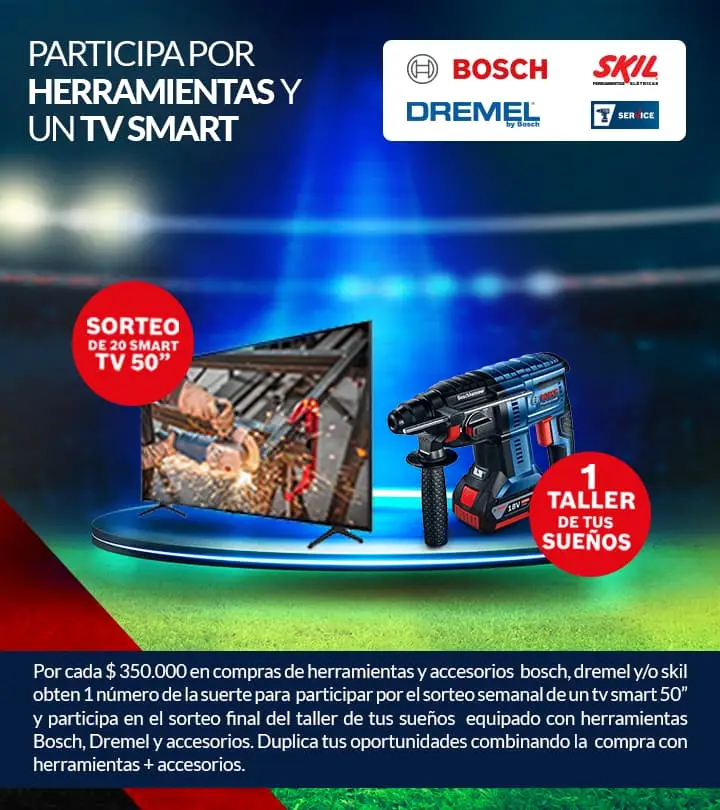 PARTICIPA POR
HERRAMIENTAS Y
UN TV SMART
BOSCH
SKIL
HERRAMIENTAS ELÉTRICAS
DREMEL
by Bosch
SERVICE
SORTEO
DE 20 SMART
TV 50”
BOSCH
18V
1
TALLER
DE TUS
SUEÑOS
Por cada $ 350.000 en compras de herramientas y accesorios bosch, dremel y/o skil
obten 1 número de la suerte para participar por el sorteo semanal de un tv smart 50”
y participa en el sorteo final del taller de tus sueños equipado con herramientas
Bosch, Dremel y accesorios. Duplica tus oportunidades combinando la compra con
herramientas + accesorios.